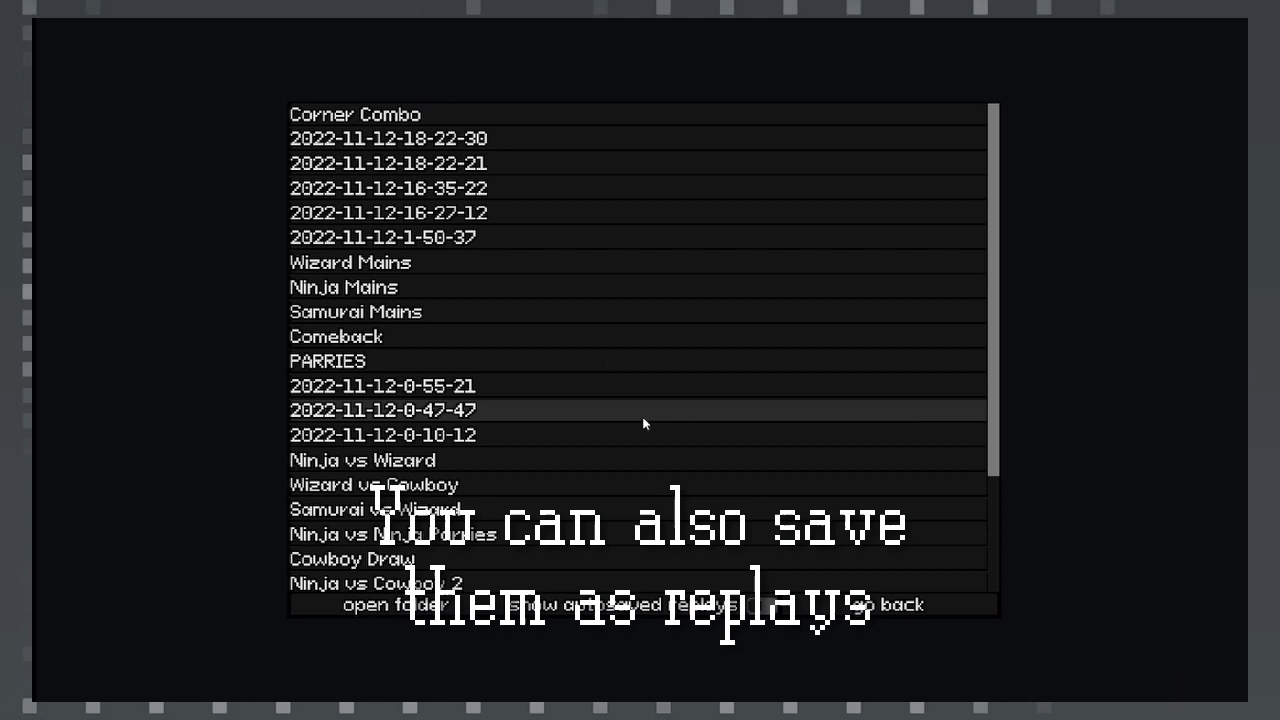 Corner Combo
2022-11-12-18-22-30
2022-11-12-18-22-21
2022-11-12-16-35-22
2022-11-12-16-27-12
2022-11-12-1-50-37
Wizard Mains
Ninja Mains
Samurai Mains
Comeback
PARRIES
2022-11-12-0-55-21
2022-11-12-0-47-47
2022-11-12-0-10-12
Ninja vs Wizard
Wizard vs Cowboy
Samurai vs Wizard
Ninja vs Ninja Parries
Cowboy Draw
Ninja vs Cowboy 2
open folder show autosaved replays go back
You can also save
them as replays